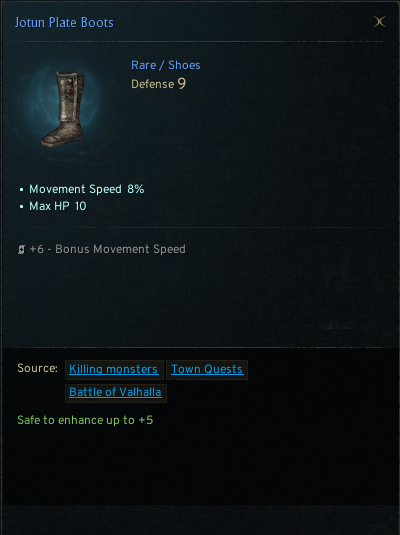 Jotun Plate Boots
Rare / Shoes
Defense 9
• Movement Speed 8%
• Max HP 10
+6 - Bonus Movement Speed
Source: Killing monsters Town Quests
Battle of Valhalla
Safe to enhance up to +5